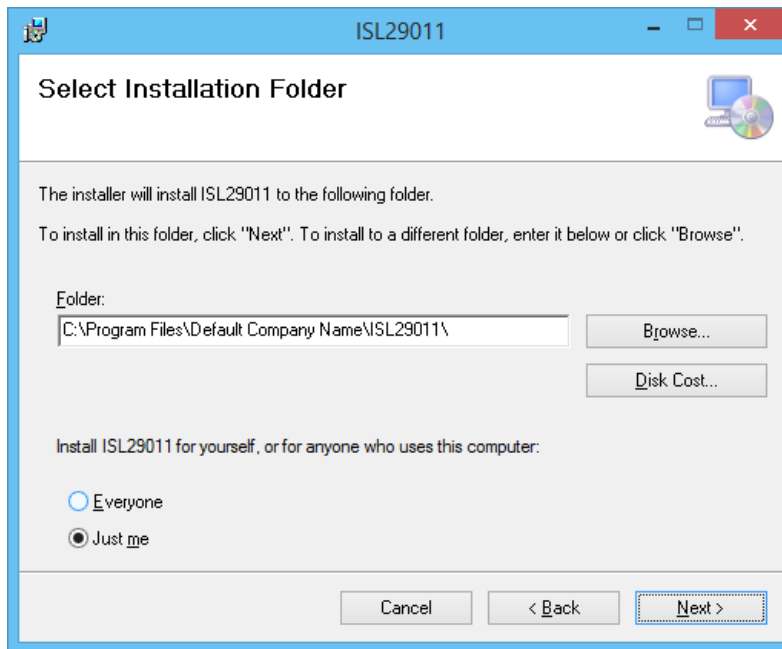 ISL29011
Select Installation Folder
The installer will install ISL29011 to the following folder.
To install in this folder, click "Next". To install to a different folder, enter it below or click "Browse".
Folder:
C:\Program Files\Default Company Name\ISL29011\
Browse...
Disk Cost...
Install ISL29011 for yourself, or for anyone who uses this computer:
Everyone
Just me
Cancel
< Back
Next >